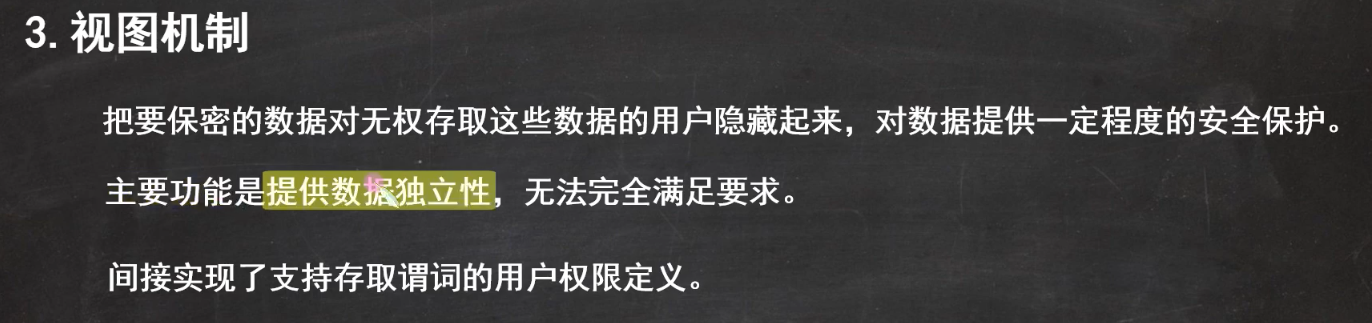 3. 视图机制
把要保密的数据对无权存取这些数据的用户隐藏起来，对数据提供一定程度的安全保护。
主要功能是提供数据独立性，无法完全满足要求。
间接实现了支持存取谓词的用户权限定义。